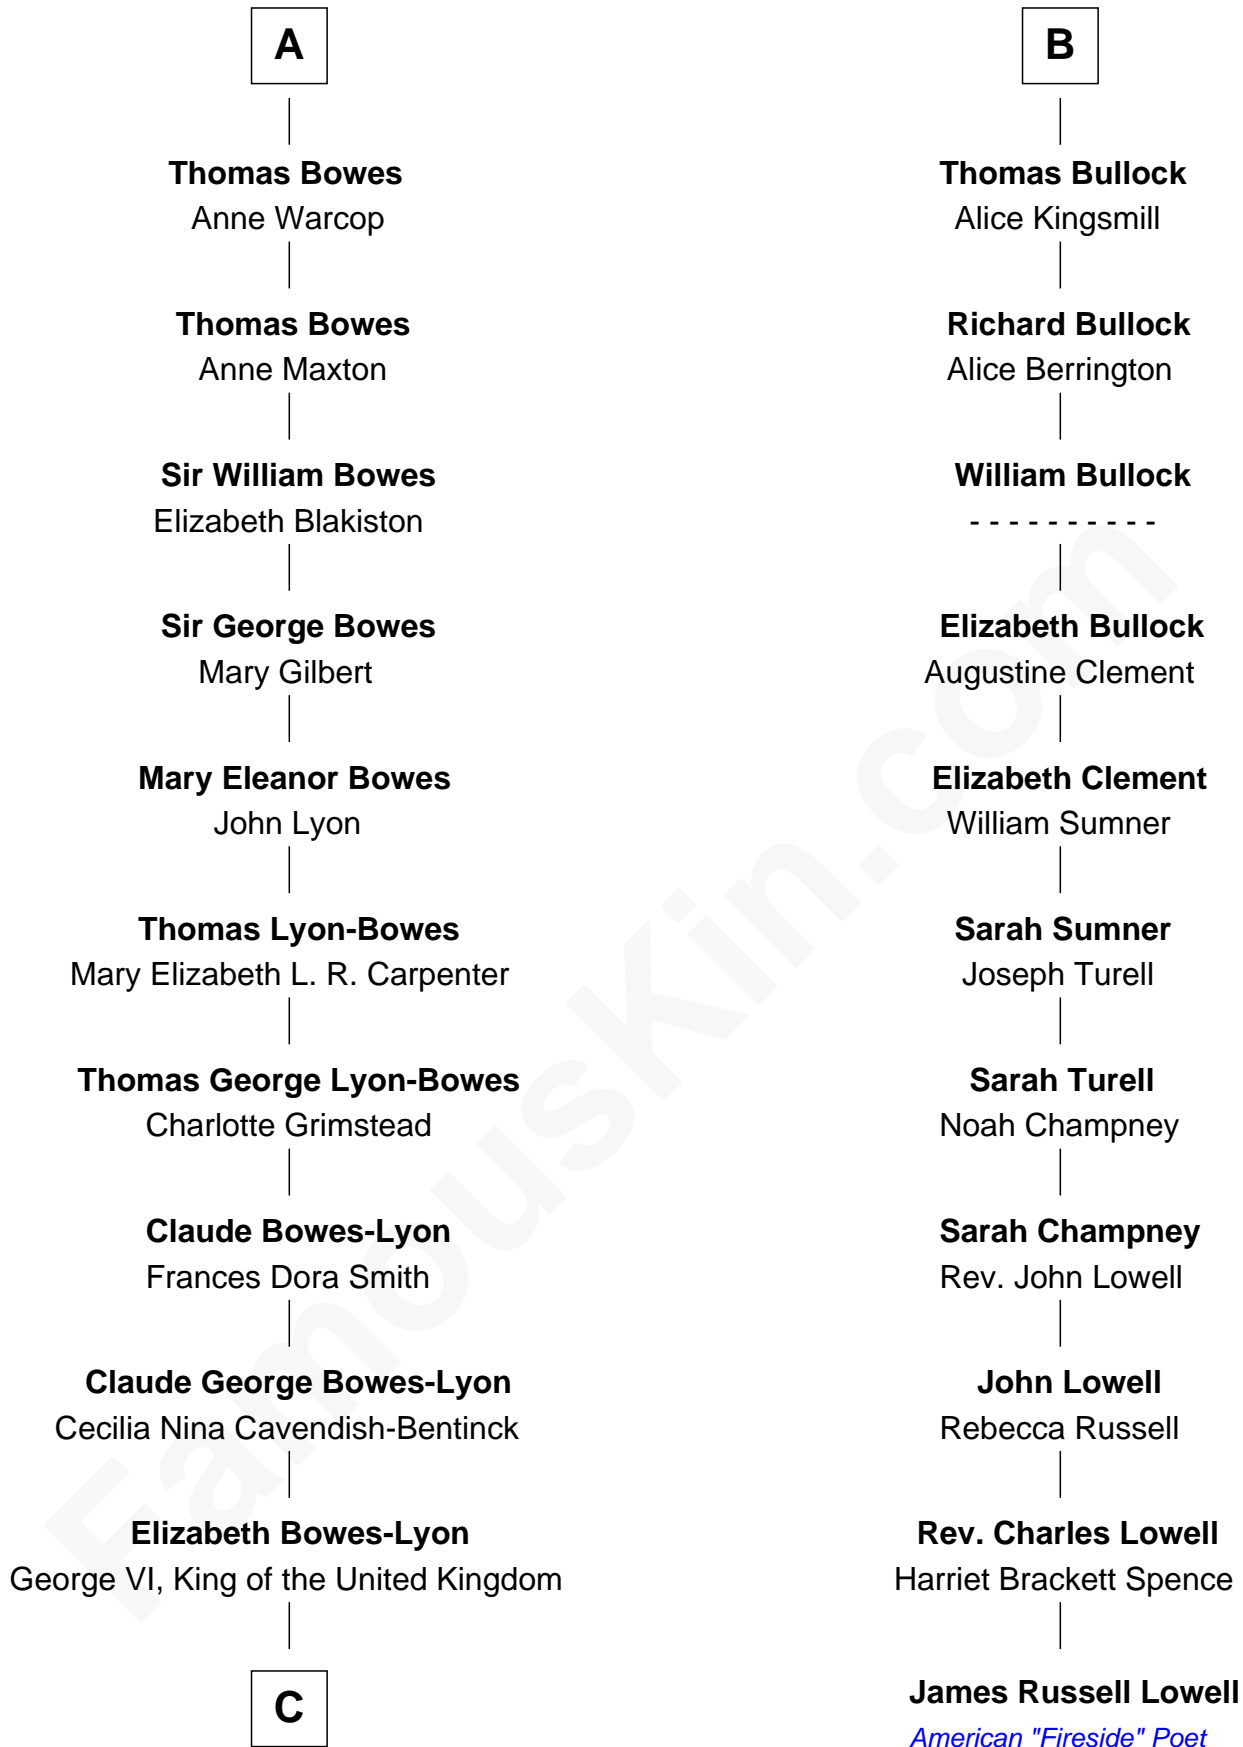 A
Thomas Bowes
Anne Warcop
Thomas Bowes
Anne Maxton
Sir William Bowes
Elizabeth Blakiston
Sir George Bowes
Mary Gilbert
Mary Eleanor Bowes
John Lyon
Thomas Lyon-Bowes
Mary Elizabeth L. R. Carpenter
Thomas George Lyon-Bowes
Charlotte Grimstead
Claude Bowes-Lyon
Frances Dora Smith
Claude George Bowes-Lyon
Cecilia Nina Cavendish-Bentinck
Elizabeth Bowes-Lyon
George VI, King of the United Kingdom
C
B
Thomas Bullock
Alice Kingsmill
Richard Bullock
Alice Berrington
William Bullock
- - - - - - - - - -
Elizabeth Bullock
Augustine Clement
Elizabeth Clement
William Sumner
Sarah Sumner
Joseph Turell
Sarah Turell
Noah Champney
Sarah Champney
Rev. John Lowell
John Lowell
Rebecca Russell
Rev. Charles Lowell
Harriet Brackett Spence
James Russell Lowell
American "Fireside" Poet
FamousKin.com